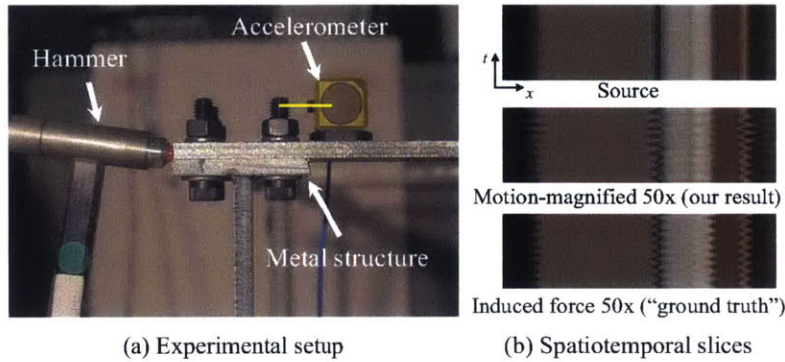 Accelerometer
Hammer
Metal structure
(a) Experimental setup
t
x
Source
Motion-magnified 50x (our result)
Induced force 50x (“ground truth”)
(b) Spatiotemporal slices